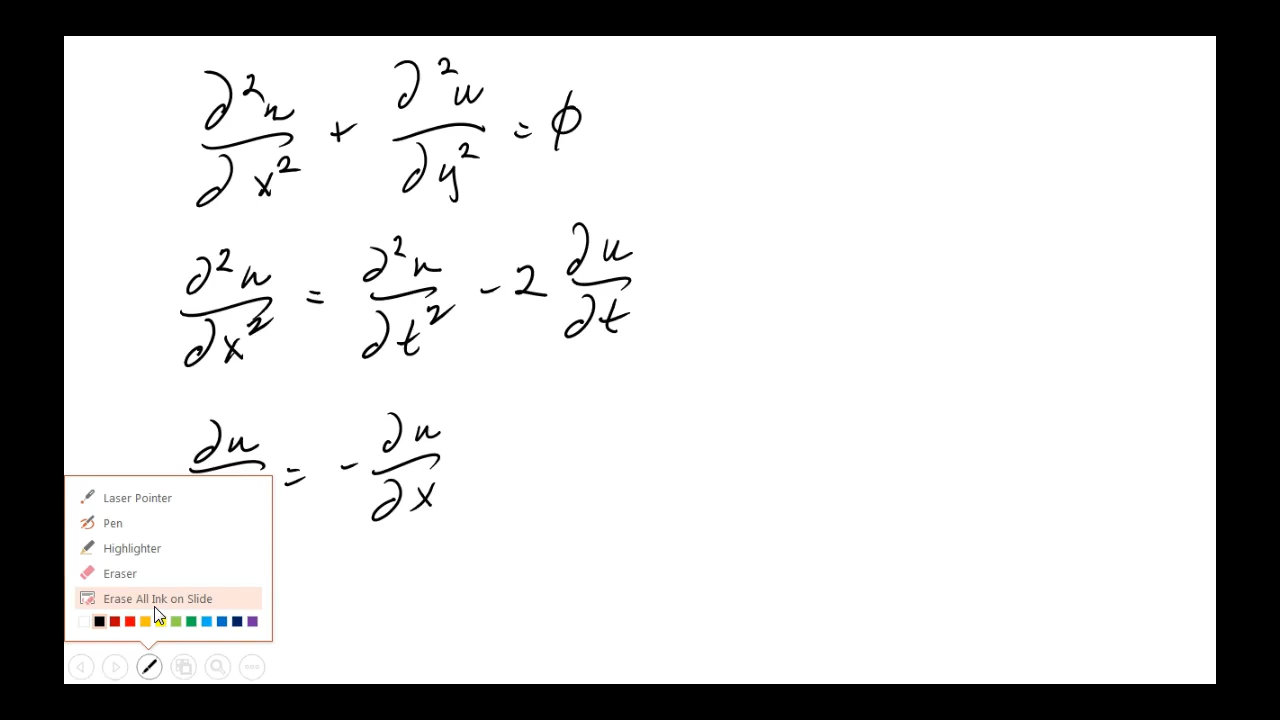 ∂²u/∂x² + ∂²u/∂y² = φ
∂²u/∂x² = ∂²u/∂t² - 2 ∂u/∂t
∂u = - ∂u/∂x
Laser Pointer
Pen
Highlighter
Eraser
Erase All Ink on Slide